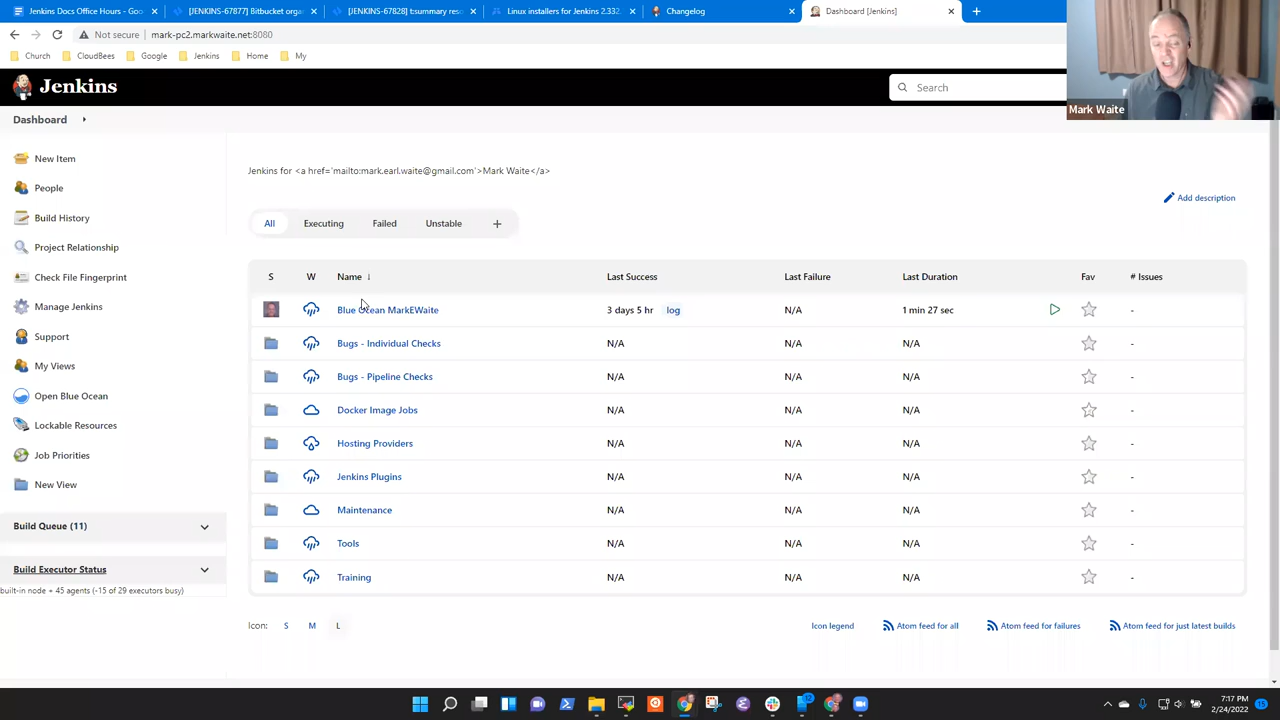 Jenkins Docs Office Hours - Goo
[JENKINS-67877] Bitbucket orga
[JENKINS-67828] t:summary reso
Linux installers for Jenkins 2.332.
Changelog
Dashboard [Jenkins]
Not secure
mark-pc2.markwaite.net:8080
Church
CloudBees
Google
Jenkins
Home
My
Jenkins
Search
Mark Waite
Dashboard
New Item
People
Build History
Project Relationship
Check File Fingerprint
Manage Jenkins
Support
My Views
Open Blue Ocean
Lockable Resources
Job Priorities
New View
Build Queue (11)
Build Executor Status
built-in node + 45 agents (-15 of 29 executors busy)
Jenkins for <a href='mailto:mark.earl.waite@gmail.com'>Mark Waite</a>
Add description
All Executing Failed Unstable +
S W Name ↓ Last Success Last Failure Last Duration Fav # Issues
Blue Ocean MarkEWaite 3 days 5 hr log N/A 1 min 27 sec -
Bugs - Individual Checks N/A N/A N/A -
Bugs - Pipeline Checks N/A N/A N/A -
Docker Image Jobs N/A N/A N/A -
Hosting Providers N/A N/A N/A -
Jenkins Plugins N/A N/A N/A -
Maintenance N/A N/A N/A -
Tools N/A N/A N/A -
Training N/A N/A N/A -
Icon: S M L
Icon legend
Atom feed for all
Atom feed for failures
Atom feed for just latest builds
7:17 PM
2/24/2022